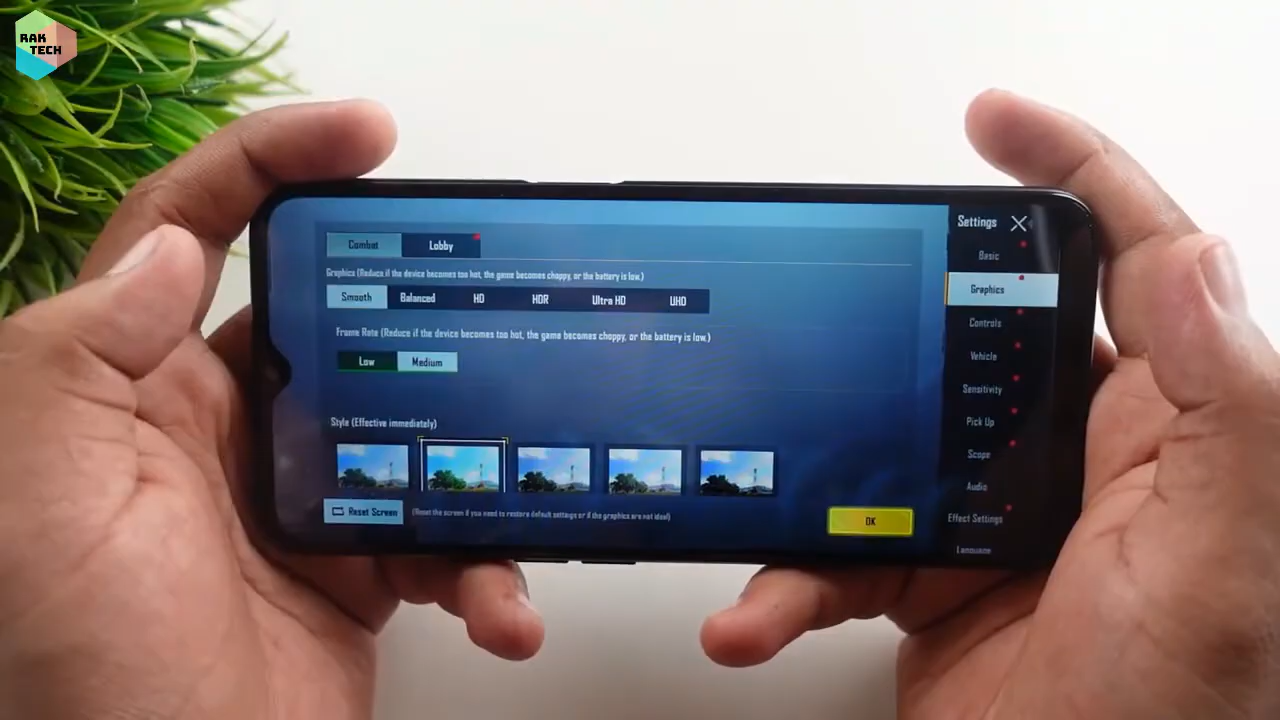 RAK
TECH
Settings
Combat
Lobby
Basic
Graphics (Reduce if the device becomes too hot, the game becomes choppy, or the battery is low.)
Graphics
Smooth
Balanced
HD
HDR
Ultra HD
UHD
Controls
Frame Rate (Reduce if the device becomes too hot, the game becomes choppy, or the battery is low.)
Low
Medium
Vehicle
Sensitivity
Style (Effective immediately)
Pick Up
Scope
Audio
Reset Screen
(Reset the screen if you need to restore default settings or if the graphics are not ideal)
OK
Effect Settings
Language